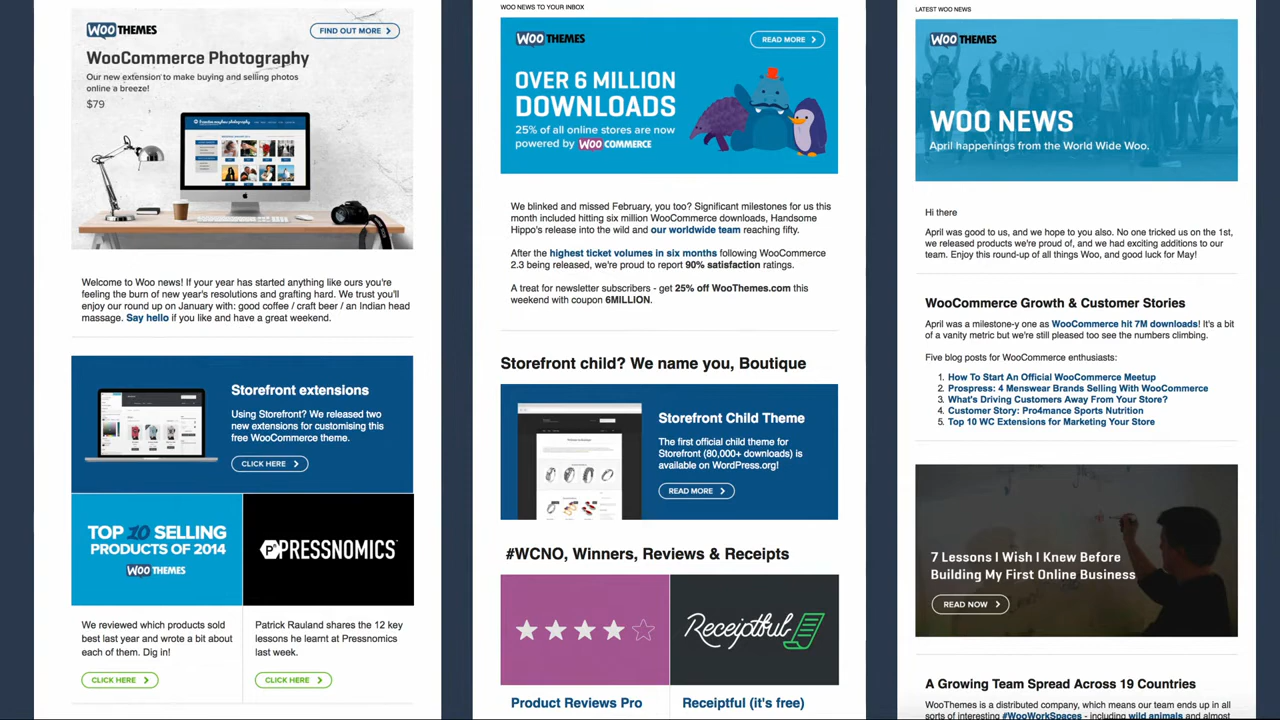 WOOTHEMES
FIND OUT MORE
WooCommerce Photography
Our new extension to make buying and selling photos
online a breeze!
$79
Welcome to Woo news! If your year has started anything like ours you're
feeling the burn of new year's resolutions and grafting hard. We trust you'll
enjoy our round up on January with: good coffee / craft beer / an Indian head
massage. Say hello if you like and have a great weekend.
Storefront extensions
Using Storefront? We released two
new extensions for customising this
free WooCommerce theme.
CLICK HERE
TOP 10 SELLING
PRODUCTS OF 2014
WOOTHEMES
PRESSNOMICS
We reviewed which products sold
best last year and wrote a bit about
each of them. Dig in!
CLICK HERE
Patrick Rauland shares the 12 key
lessons he learnt at Pressnomics
last week.
CLICK HERE
WOO NEWS TO YOUR INBOX
WOOTHEMES
READ MORE
OVER 6 MILLION
DOWNLOADS
25% of all online stores are now
powered by WOO COMMERCE
We blinked and missed February, you too? Significant milestones for us this
month included hitting six million WooCommerce downloads, Handsome
Hippo's release into the wild and our worldwide team reaching fifty.
After the highest ticket volumes in six months following WooCommerce
2.3 being released, we're proud to report 90% satisfaction ratings.
A treat for newsletter subscribers - get 25% off WooThemes.com this
weekend with coupon 6MILLION.
Storefront child? We name you, Boutique
Storefront Child Theme
The first official child theme for
Storefront (80,000+ downloads) is
available on WordPress.org!
READ MORE
#WCNO, Winners, Reviews & Receipts
Receiptful
Product Reviews Pro
Receiptful (it's free)
LATEST WOO NEWS
WOOTHEMES
WOO NEWS
April happenings from the World Wide Woo.
Hi there
April was good to us, and we hope to you also. No one tricked us on the 1st,
we released products we're proud of, and we had exciting additions to our
team. Enjoy this round-up of all things Woo, and good luck for May!
WooCommerce Growth & Customer Stories
April was a milestone-y one as WooCommerce hit 7M downloads! It's a bit
of a vanity metric but we're still pleased too see the numbers climbing.
Five blog posts for WooCommerce enthusiasts:
1. How To Start An Official WooCommerce Meetup
2. Prospress: 4 Menswear Brands Selling With WooCommerce
3. What's Driving Customers Away From Your Store?
4. Customer Story: Pro4mance Sports Nutrition
5. Top 10 WC Extensions for Marketing Your Store
7 Lessons I Wish I Knew Before
Building My First Online Business
READ NOW
A Growing Team Spread Across 19 Countries
WooThemes is a distributed company, which means our team ends up in all
sorts of interesting #WooWorkSpaces - including wild animals and almost